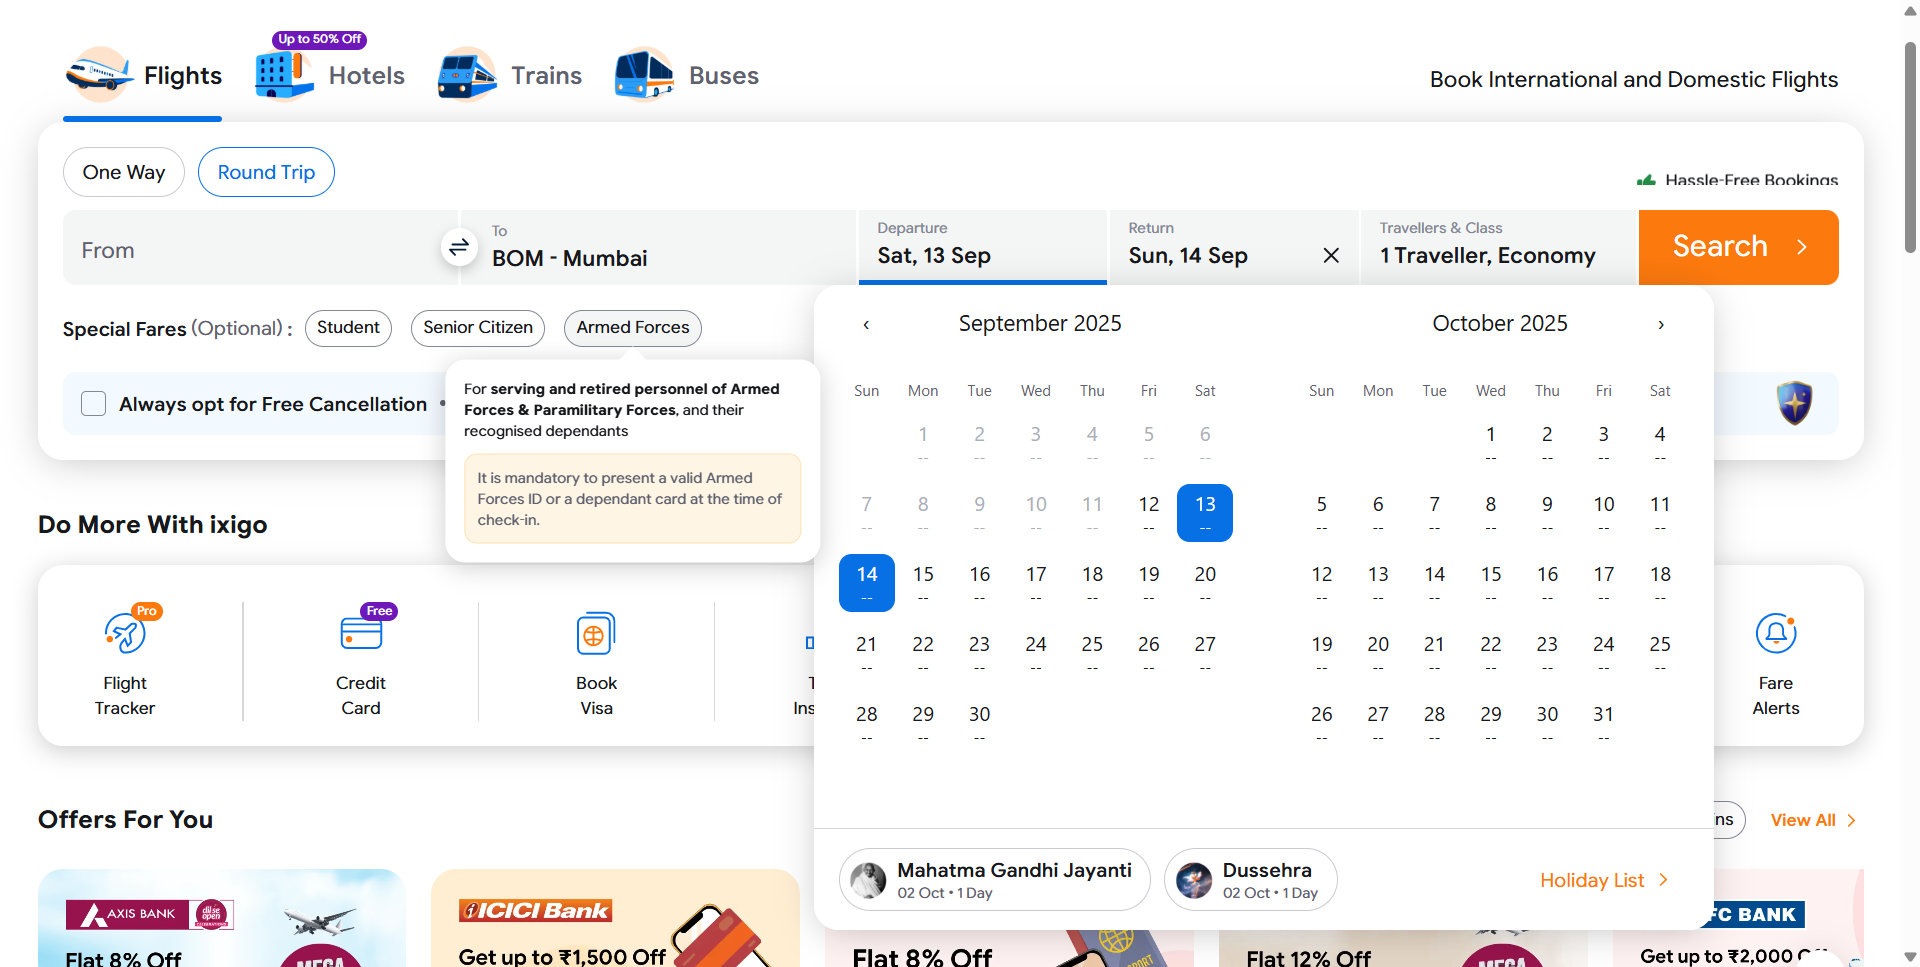 Up to 50% Off
Flights
Hotels
Trains
Buses
Book International and Domestic Flights
One Way
Round Trip
Hassle-Free Bookings
From
To
BOM - Mumbai
Departure
Sat, 13 Sep
Return
Sun, 14 Sep
Travellers & Class
1 Traveller, Economy
Search
Special Fares (Optional) :
Student
Senior Citizen
Armed Forces
For serving and retired personnel of Armed
Forces & Paramilitary Forces, and their
recognised dependants
It is mandatory to present a valid Armed
Forces ID or a dependant card at the time of
check-in.
Always opt for Free Cancellation •
September 2025
Sun Mon Tue Wed Thu Fri Sat
1 2 3 4 5 6
-- -- -- -- -- --
7 8 9 10 11 12 13
-- -- -- -- -- -- --
14 15 16 17 18 19 20
-- -- -- -- -- -- --
21 22 23 24 25 26 27
-- -- -- -- -- -- --
28 29 30
-- -- --
October 2025
Sun Mon Tue Wed Thu Fri Sat
1 2 3 4
-- -- -- --
5 6 7 8 9 10 11
-- -- -- -- -- -- --
12 13 14 15 16 17 18
-- -- -- -- -- -- --
19 20 21 22 23 24 25
-- -- -- -- -- -- --
26 27 28 29 30 31
-- -- -- -- -- --
Mahatma Gandhi Jayanti
02 Oct • 1 Day
Dussehra
02 Oct • 1 Day
Holiday List
Do More With ixigo
Pro
Flight
Tracker
Free
Credit
Card
Book
Visa
T
Ins
Fare
Alerts
Offers For You
ns
View All
AXIS BANK
dil se
open
Flat 8% Off
MEGA
ICICI Bank
Get up to ₹1,500 Off
Flat 8% Off
PORT
Flat 12% Off
MEGA
FC BANK
Get up to ₹2,000